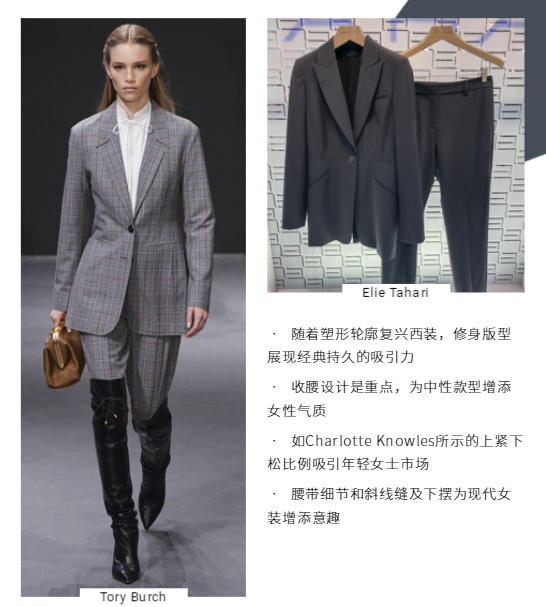 Elie Tahari
· 随着塑形轮廓复兴西装，修身版型
展现经典持久的吸引力
· 收腰设计是重点，为中性款型增添
女性气质
· 如Charlotte Knowles所示的上紧下
松比例吸引年轻女士市场
· 腰带细节和斜线缝及下摆为现代女
装增添意趣
Tory Burch